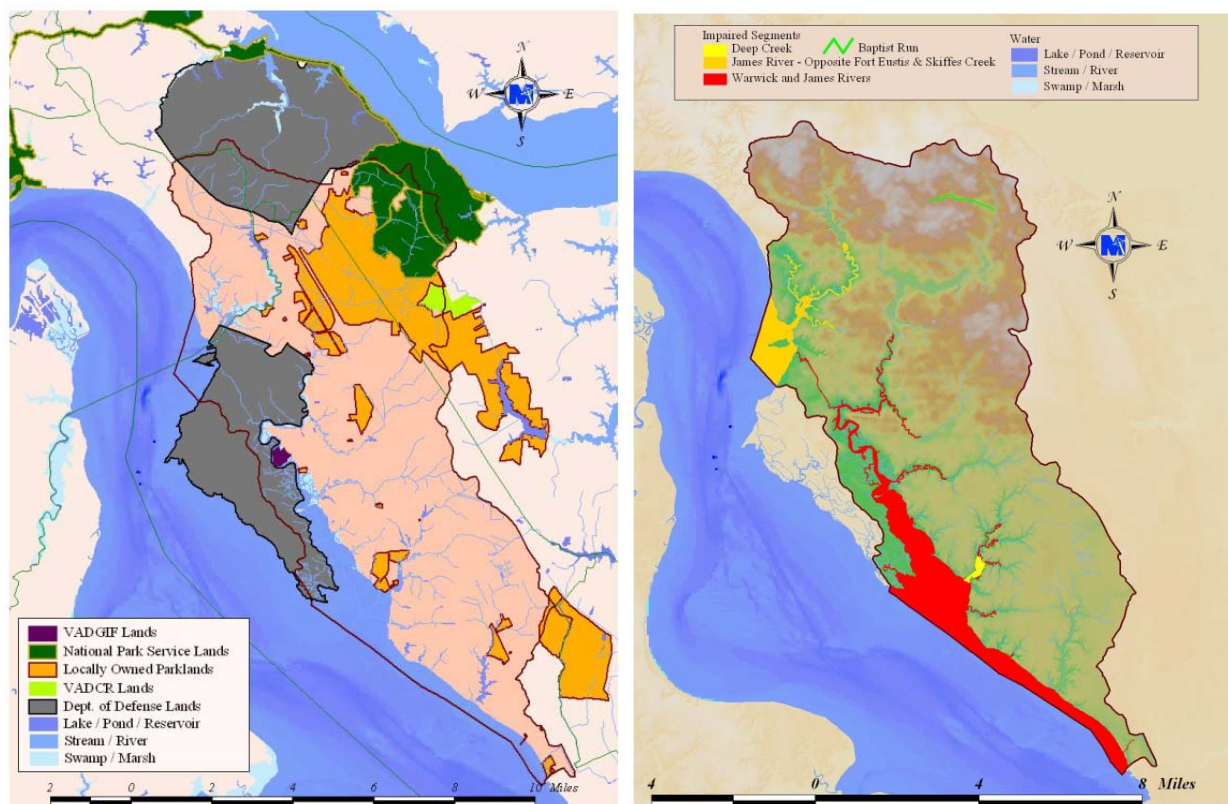 N
W
E
S
M
VADGIF Lands
National Park Service Lands
Locally Owned Parklands
VADCR Lands
Dept. of Defense Lands
Lake / Pond / Reservoir
Stream / River
Swamp / Marsh
2 0 2 4 6 8 10 Miles
Impaired Segments
Deep Creek
Baptist Run
James River - Opposite Fort Eustis & Skiffes Creek
Warwick and James Rivers
Water
Lake / Pond / Reservoir
Stream / River
Swamp / Marsh
N
W
E
S
M
4 0 4 8 Miles